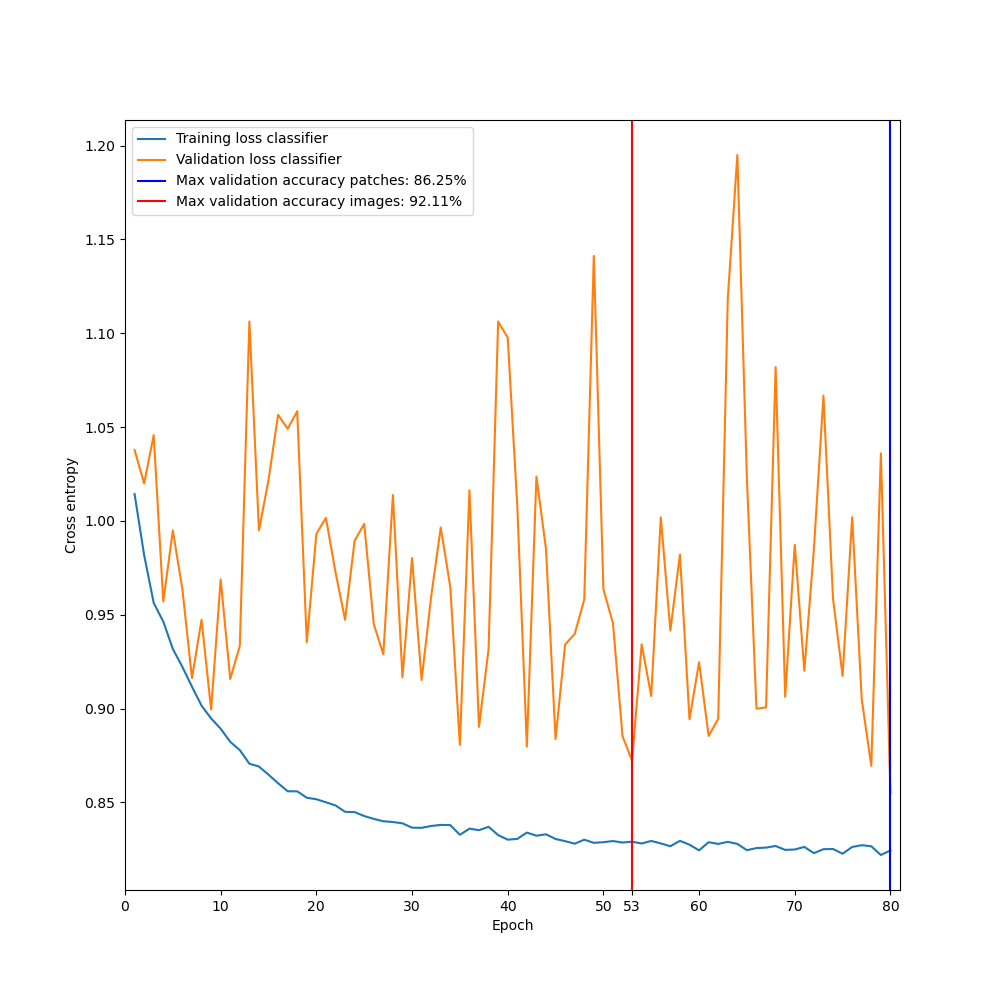 Training loss classifier
Validation loss classifier
Max validation accuracy patches: 86.25%
Max validation accuracy images: 92.11%
1.20
1.15
1.10
1.05
1.00
0.95
0.90
0.85
Cross entropy
0 10 20 30 40 50 53 60 70 80
Epoch